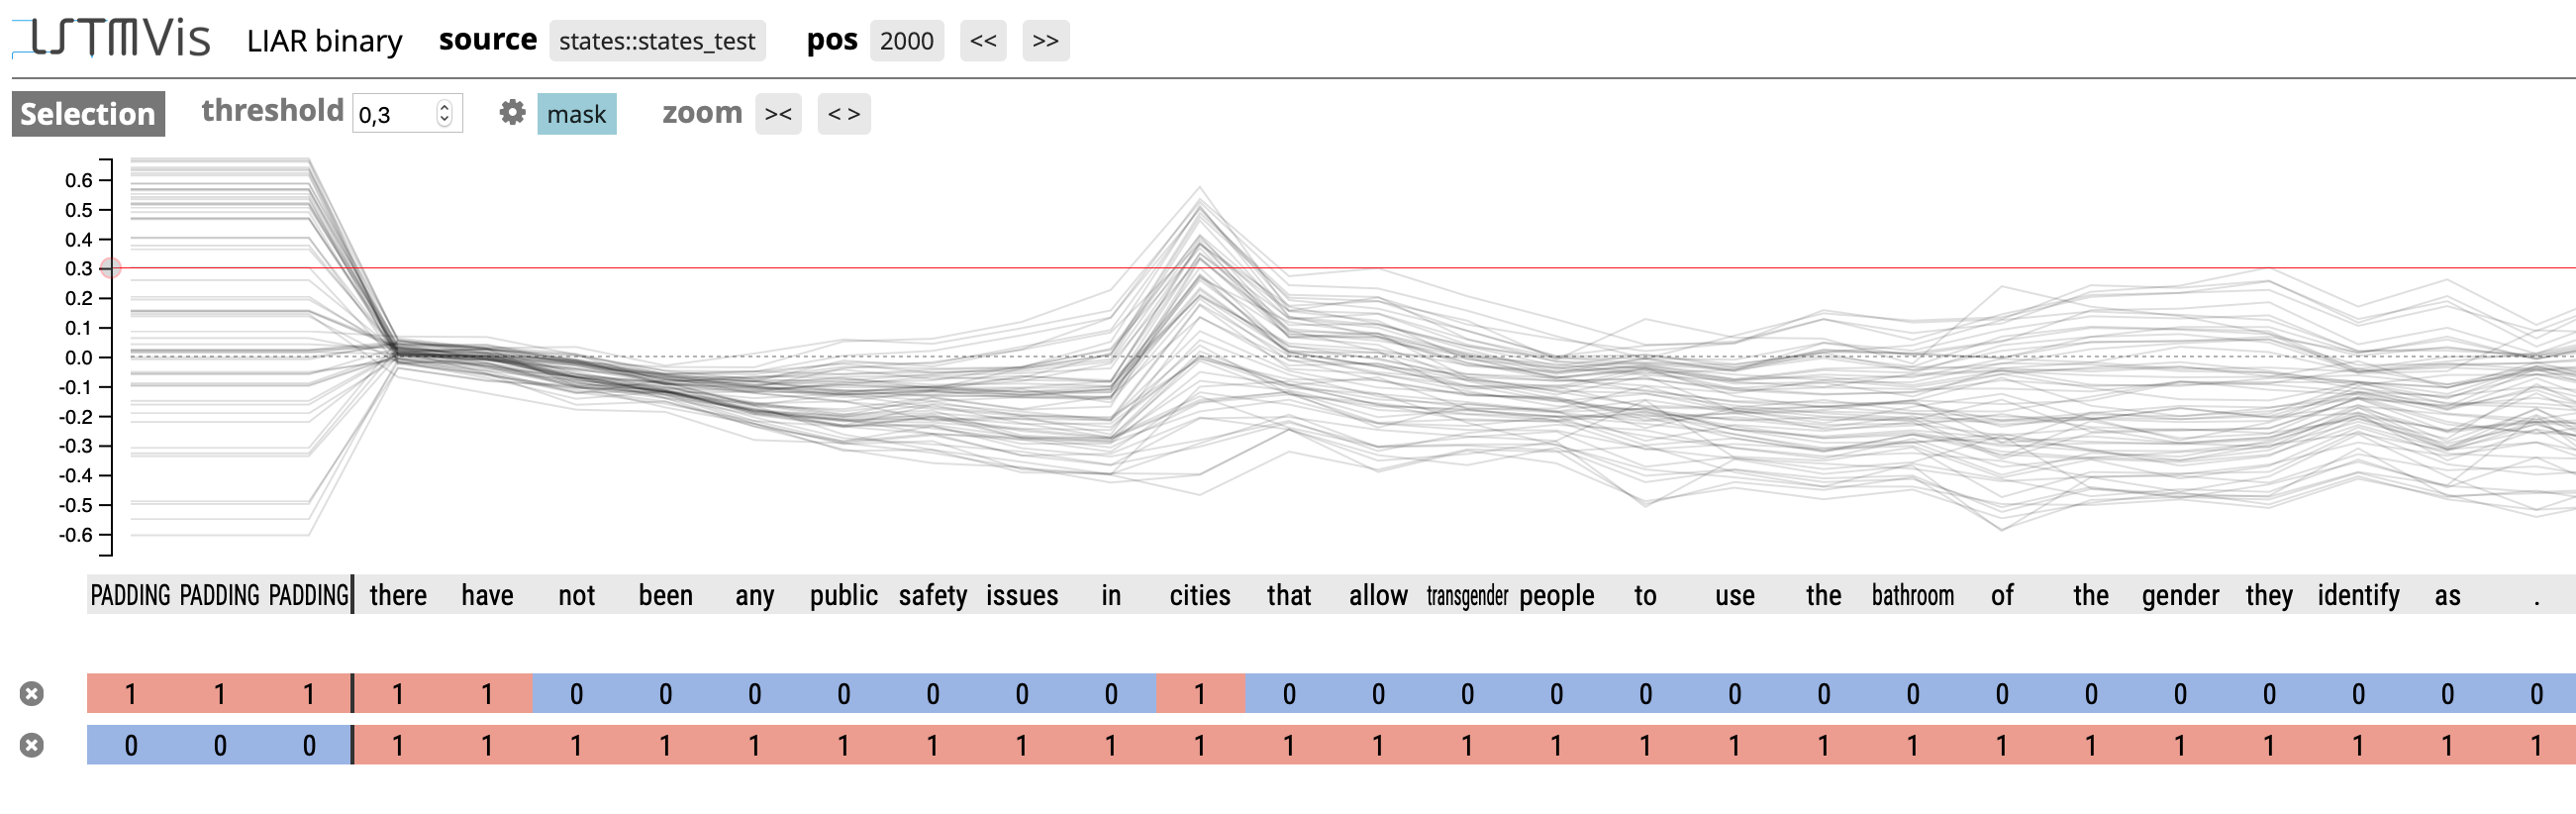 LSTMVis LIAR binary source states::states_test pos 2000 << >>
Selection threshold 0,3 mask zoom >< < >
0.6
0.5
0.4
0.3
0.2
0.1
0.0
-0.1
-0.2
-0.3
-0.4
-0.5
-0.6
PADDING PADDING PADDING there have not been any public safety issues in cities that allow transgender people to use the bathroom of the gender they identify as .
1 1 1 1 1 0 0 0 0 0 0 0 1 0 0 0 0 0 0 0 0 0 0 0 0 0 0 0
0 0 0 1 1 1 1 1 1 1 1 1 1 1 1 1 1 1 1 1 1 1 1 1 1 1 1 1